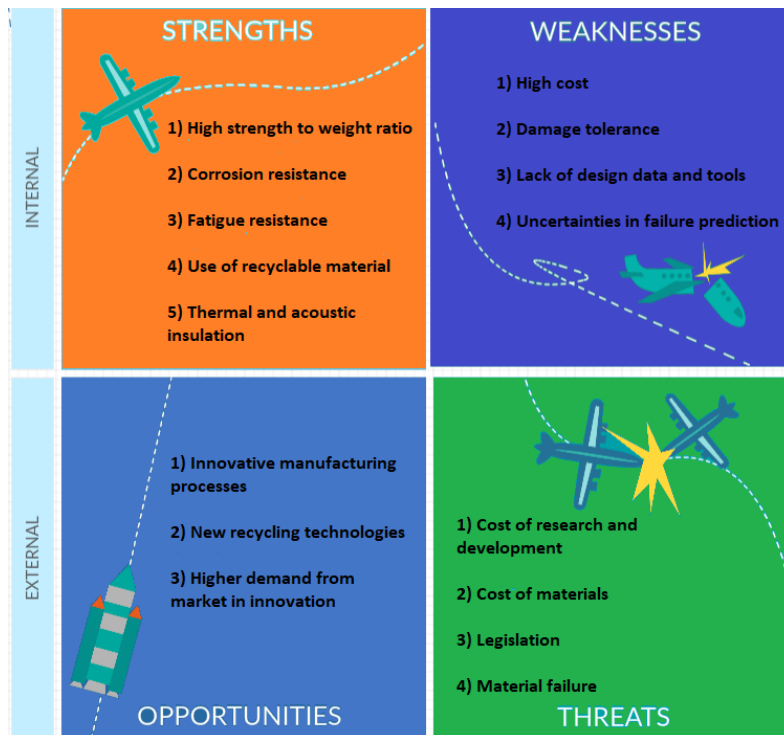 STRENGTHS
1) High strength to weight ratio
2) Corrosion resistance
3) Fatigue resistance
4) Use of recyclable material
5) Thermal and acoustic
insulation
WEAKNESSES
1) High cost
2) Damage tolerance
3) Lack of design data and tools
4) Uncertainties in failure prediction
INTERNAL
1) Innovative manufacturing
processes
2) New recycling technologies
3) Higher demand from
market in innovation
OPPORTUNITIES
1) Cost of research and
development
2) Cost of materials
3) Legislation
4) Material failure
THREATS
EXTERNAL